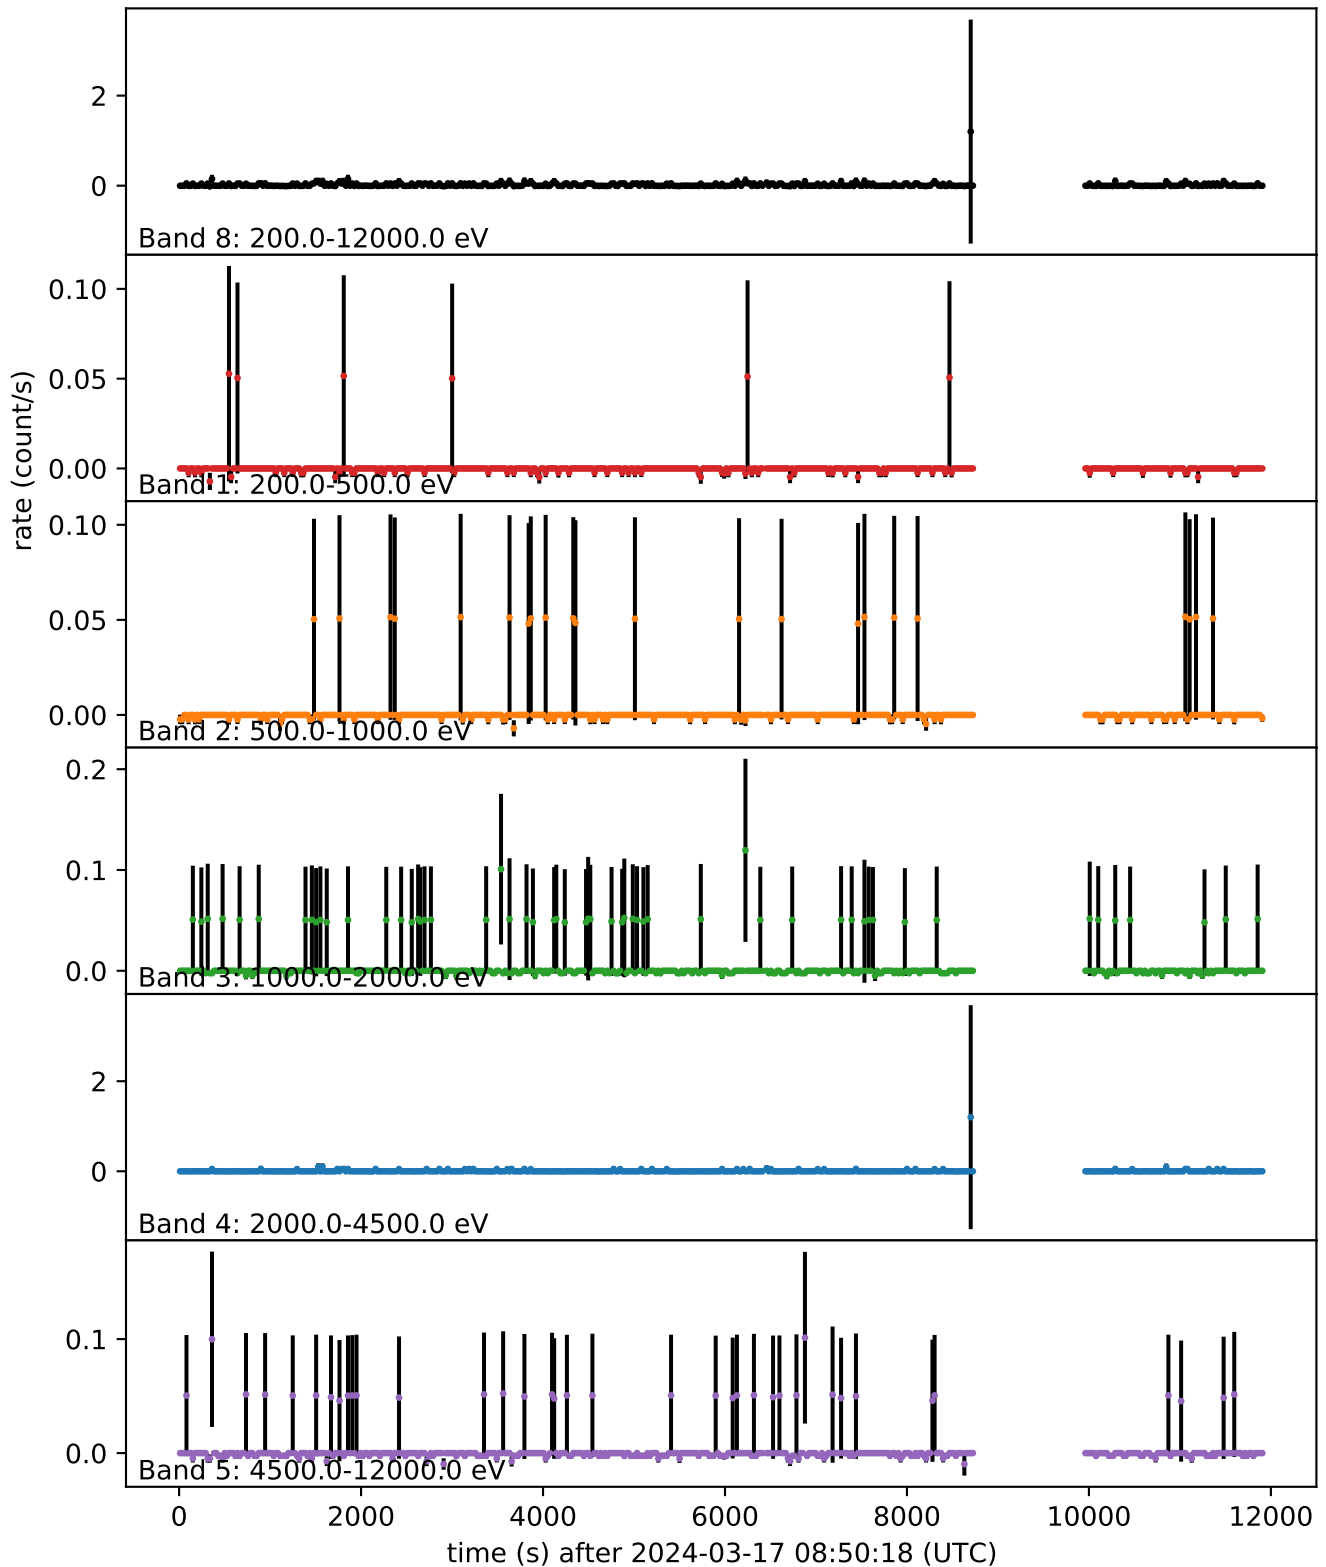 2
0
Band 8: 200.0-12000.0 eV
0.10
0.05
0.00
Band 1: 200.0-500.0 eV
rate (count/s)
0.10
0.05
0.00
Band 2: 500.0-1000.0 eV
0.2
0.1
0.0
Band 3: 1000.0-2000.0 eV
2
0
Band 4: 2000.0-4500.0 eV
0.1
0.0
Band 5: 4500.0-12000.0 eV
0 2000 4000 6000 8000 10000 12000
time (s) after 2024-03-17 08:50:18 (UTC)